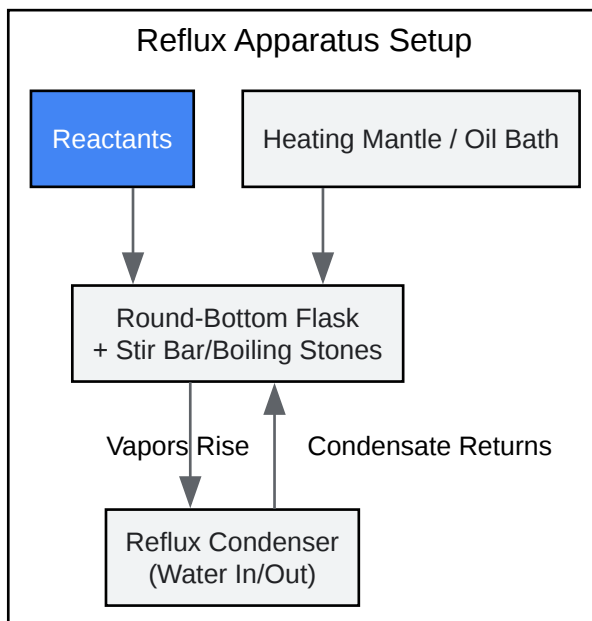 Reflux Apparatus Setup
Reactants
Heating Mantle / Oil Bath
Round-Bottom Flask
+ Stir Bar/Boiling Stones
Vapors Rise
Condensate Returns
Reflux Condenser
(Water In/Out)